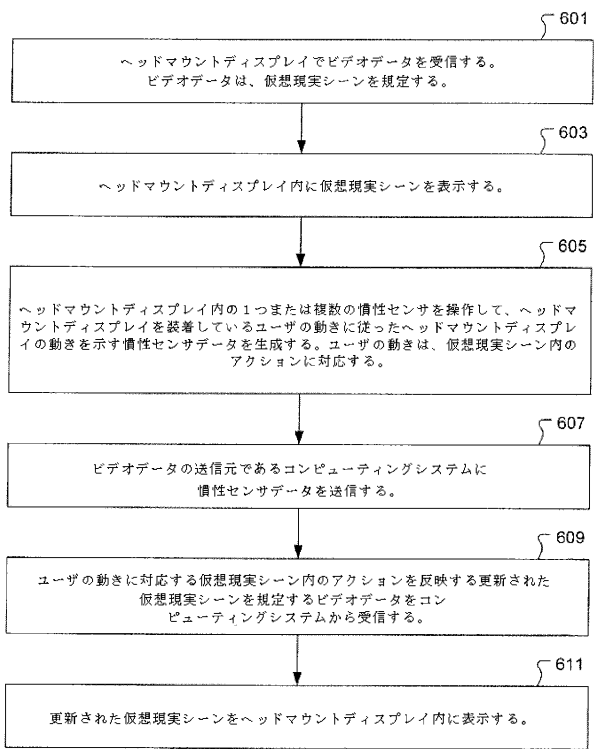 601
ヘッドマウントディスプレイでビデオデータを受信する。
ビデオデータは、仮想現実シーンを規定する。
603
ヘッドマウントディスプレイ内に仮想現実シーンを表示する。
605
ヘッドマウントディスプレイ内の1つまたは複数の慣性センサを操作して、ヘッドマ
ウントディスプレイを装着しているユーザの動きに従ったヘッドマウントディスプレ
イの動きを示す慣性センサデータを生成する。ユーザの動きは、仮想現実シーン内の
アクションに対応する。
607
ビデオデータの送信元であるコンピューティングシステムに
慣性センサデータを送信する。
609
ユーザの動きに対応する仮想現実シーン内のアクションを反映する更新された
仮想現実シーンを規定するビデオデータをコン
ピューティングシステムから受信する。
611
更新された仮想現実シーンをヘッドマウントディスプレイ内に表示する。